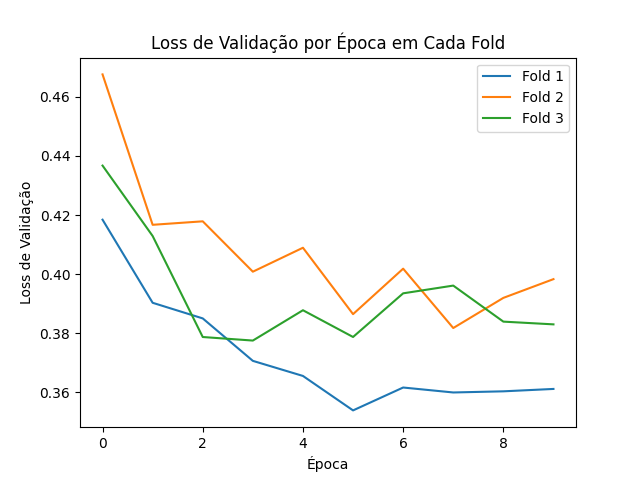 Loss de Validação por Época em Cada Fold
Fold 1
Fold 2
Fold 3
Loss de Validação
0.46
0.44
0.42
0.40
0.38
0.36
0
2
4
6
8
Época